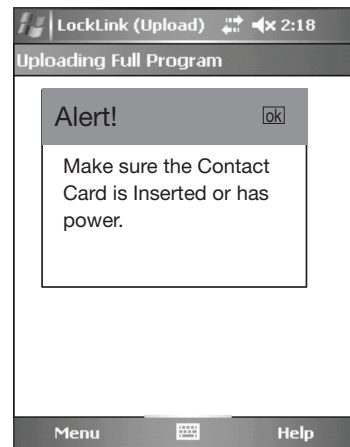 LockLink (Upload) 2:18
Uploading Full Program
Alert! ok
Make sure the Contact
Card is Inserted or has
power.
Menu Help